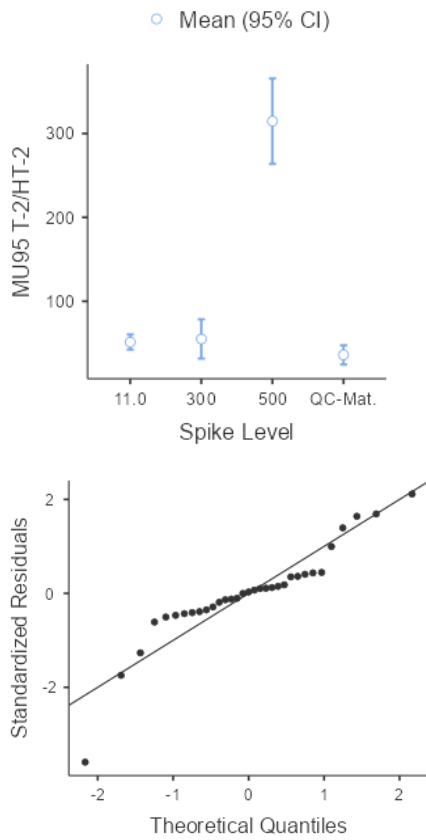 Mean (95% CI)
300
200
100
MU95 T-2/HT-2
11.0 300 500 QC-Mat.
Spike Level
2
0
-2
Standardized Residuals
-2 -1 0 1 2
Theoretical Quantiles